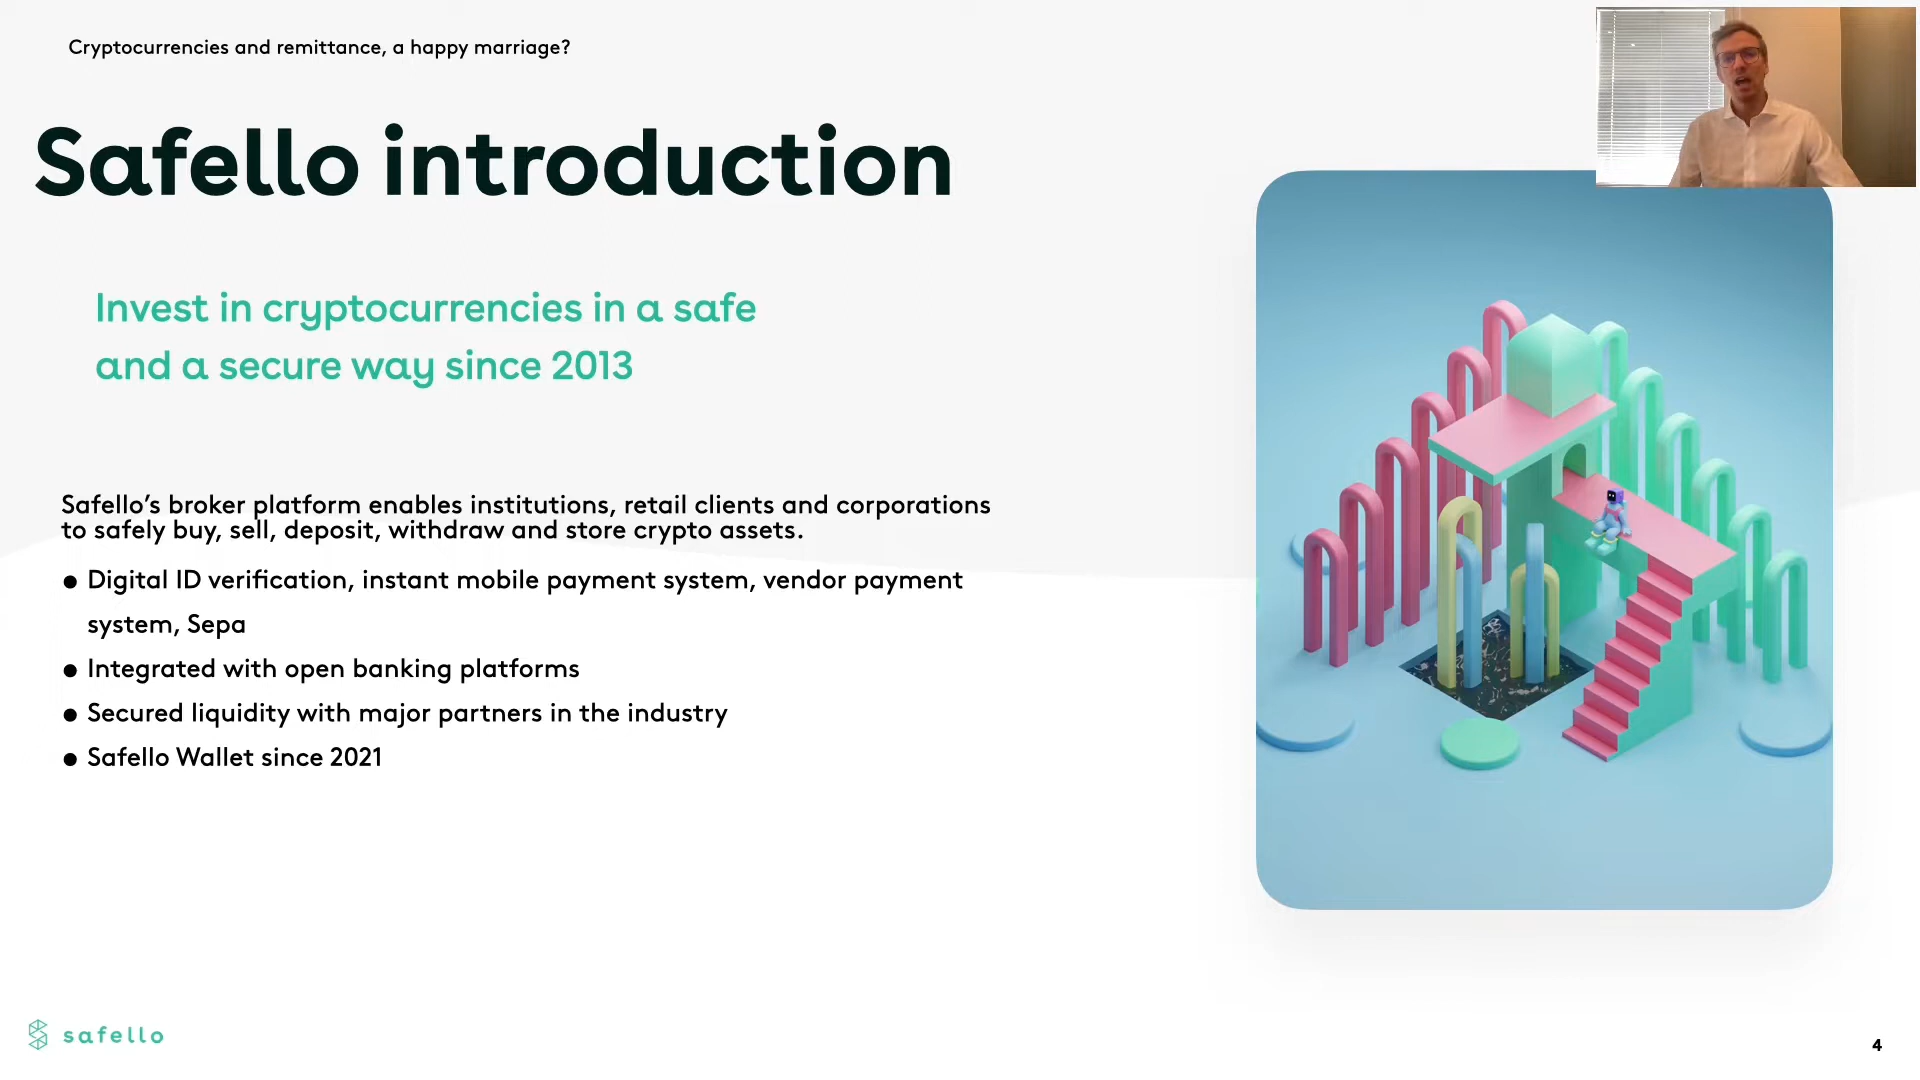 Cryptocurrencies and remittance, a happy marriage?
Safello introduction
Invest in cryptocurrencies in a safe
and a secure way since 2013
Safello’s broker platform enables institutions, retail clients and corporations
to safely buy, sell, deposit, withdraw and store crypto assets.
● Digital ID verification, instant mobile payment system, vendor payment
system, Sepa
● Integrated with open banking platforms
● Secured liquidity with major partners in the industry
● Safello Wallet since 2021
safello
4